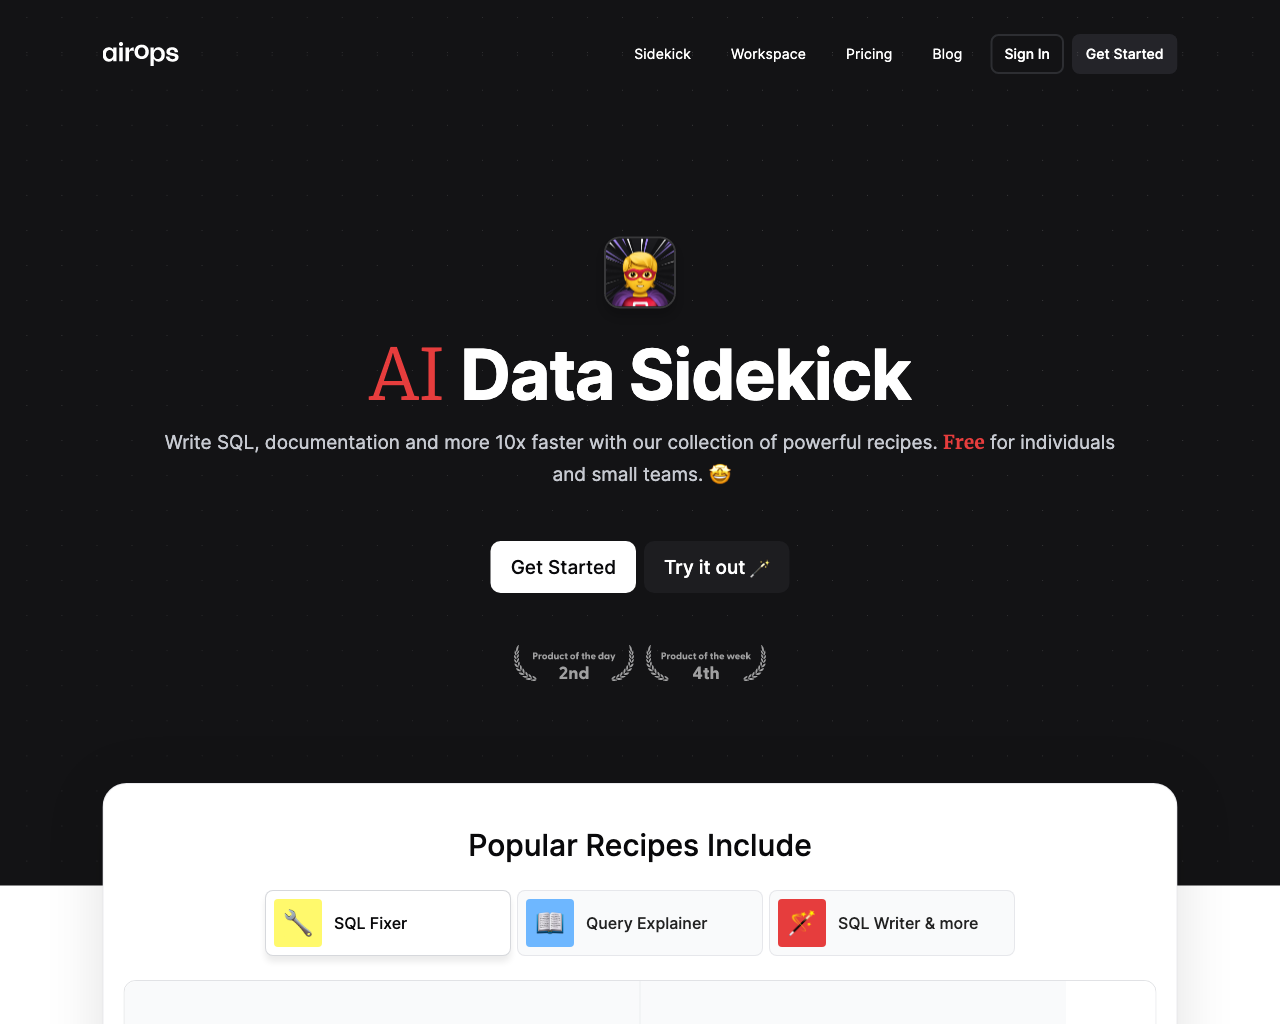 airOps
Sidekick
Workspace
Pricing
Blog
Sign In
Get Started
AI Data Sidekick
Write SQL, documentation and more 10x faster with our collection of powerful recipes. Free for individuals
and small teams.
Get Started
Try it out
Product of the day
2nd
Product of the week
4th
Popular Recipes Include
SQL Fixer
Query Explainer
SQL Writer & more